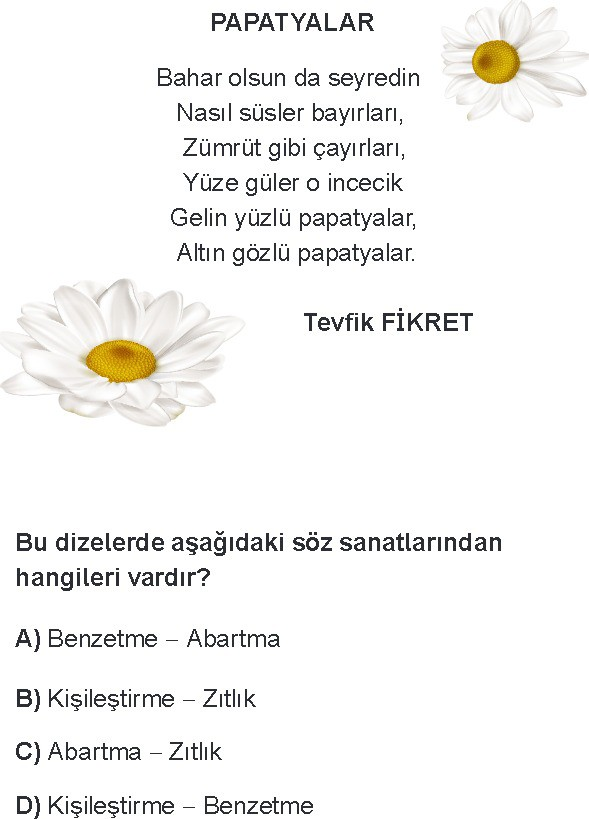 PAPATYALAR
Bahar olsun da seyredin
Nasıl süsler bayırları,
Zümrüt gibi çayırları,
Yüze güler o incecik
Gelin yüzlü papatyalar,
Altın gözlü papatyalar.
Tevfik FİKRET
Bu dizelerde aşağıdaki söz sanatlarından
hangileri vardır?
A) Benzetme – Abartma
B) Kişileştirme – Zıtlık
C) Abartma – Zıtlık
D) Kişileştirme – Benzetme